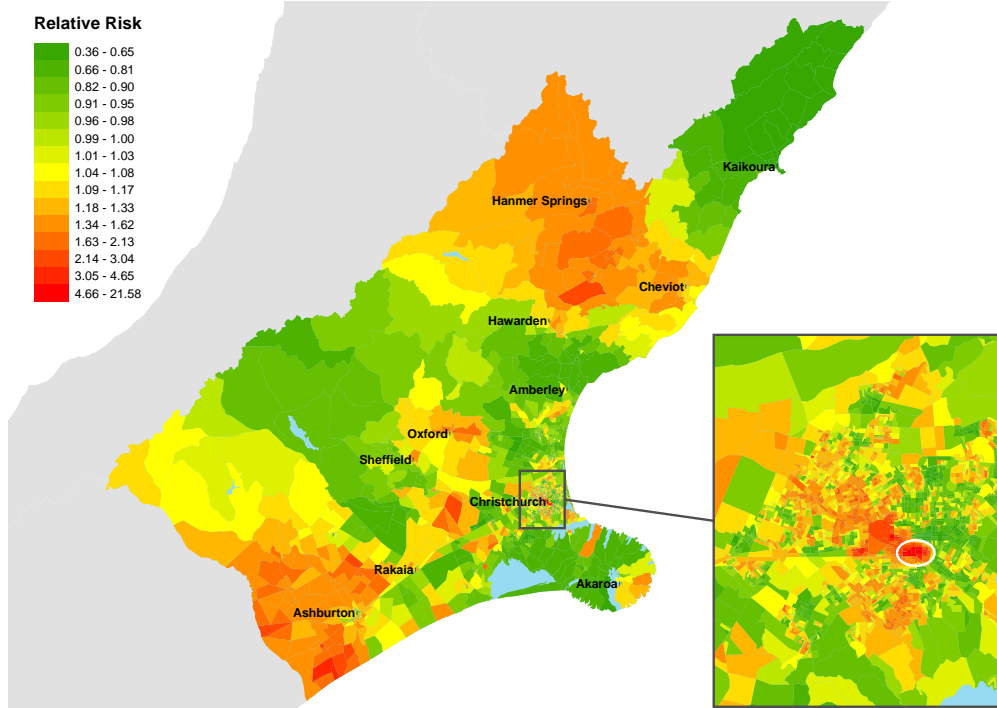 Relative Risk
0.36 - 0.65
0.66 - 0.81
0.82 - 0.90
0.91 - 0.95
0.96 - 0.98
0.99 - 1.00
1.01 - 1.03
1.04 - 1.08
1.09 - 1.17
1.18 - 1.33
1.34 - 1.62
1.63 - 2.13
2.14 - 3.04
3.05 - 4.65
4.66 - 21.58
Kaikoura
Hanmer Springs
Cheviot
Hawarden
Amberley
Oxford
Sheffield
Christchurch
Rakaia
Akaroa
Ashburton